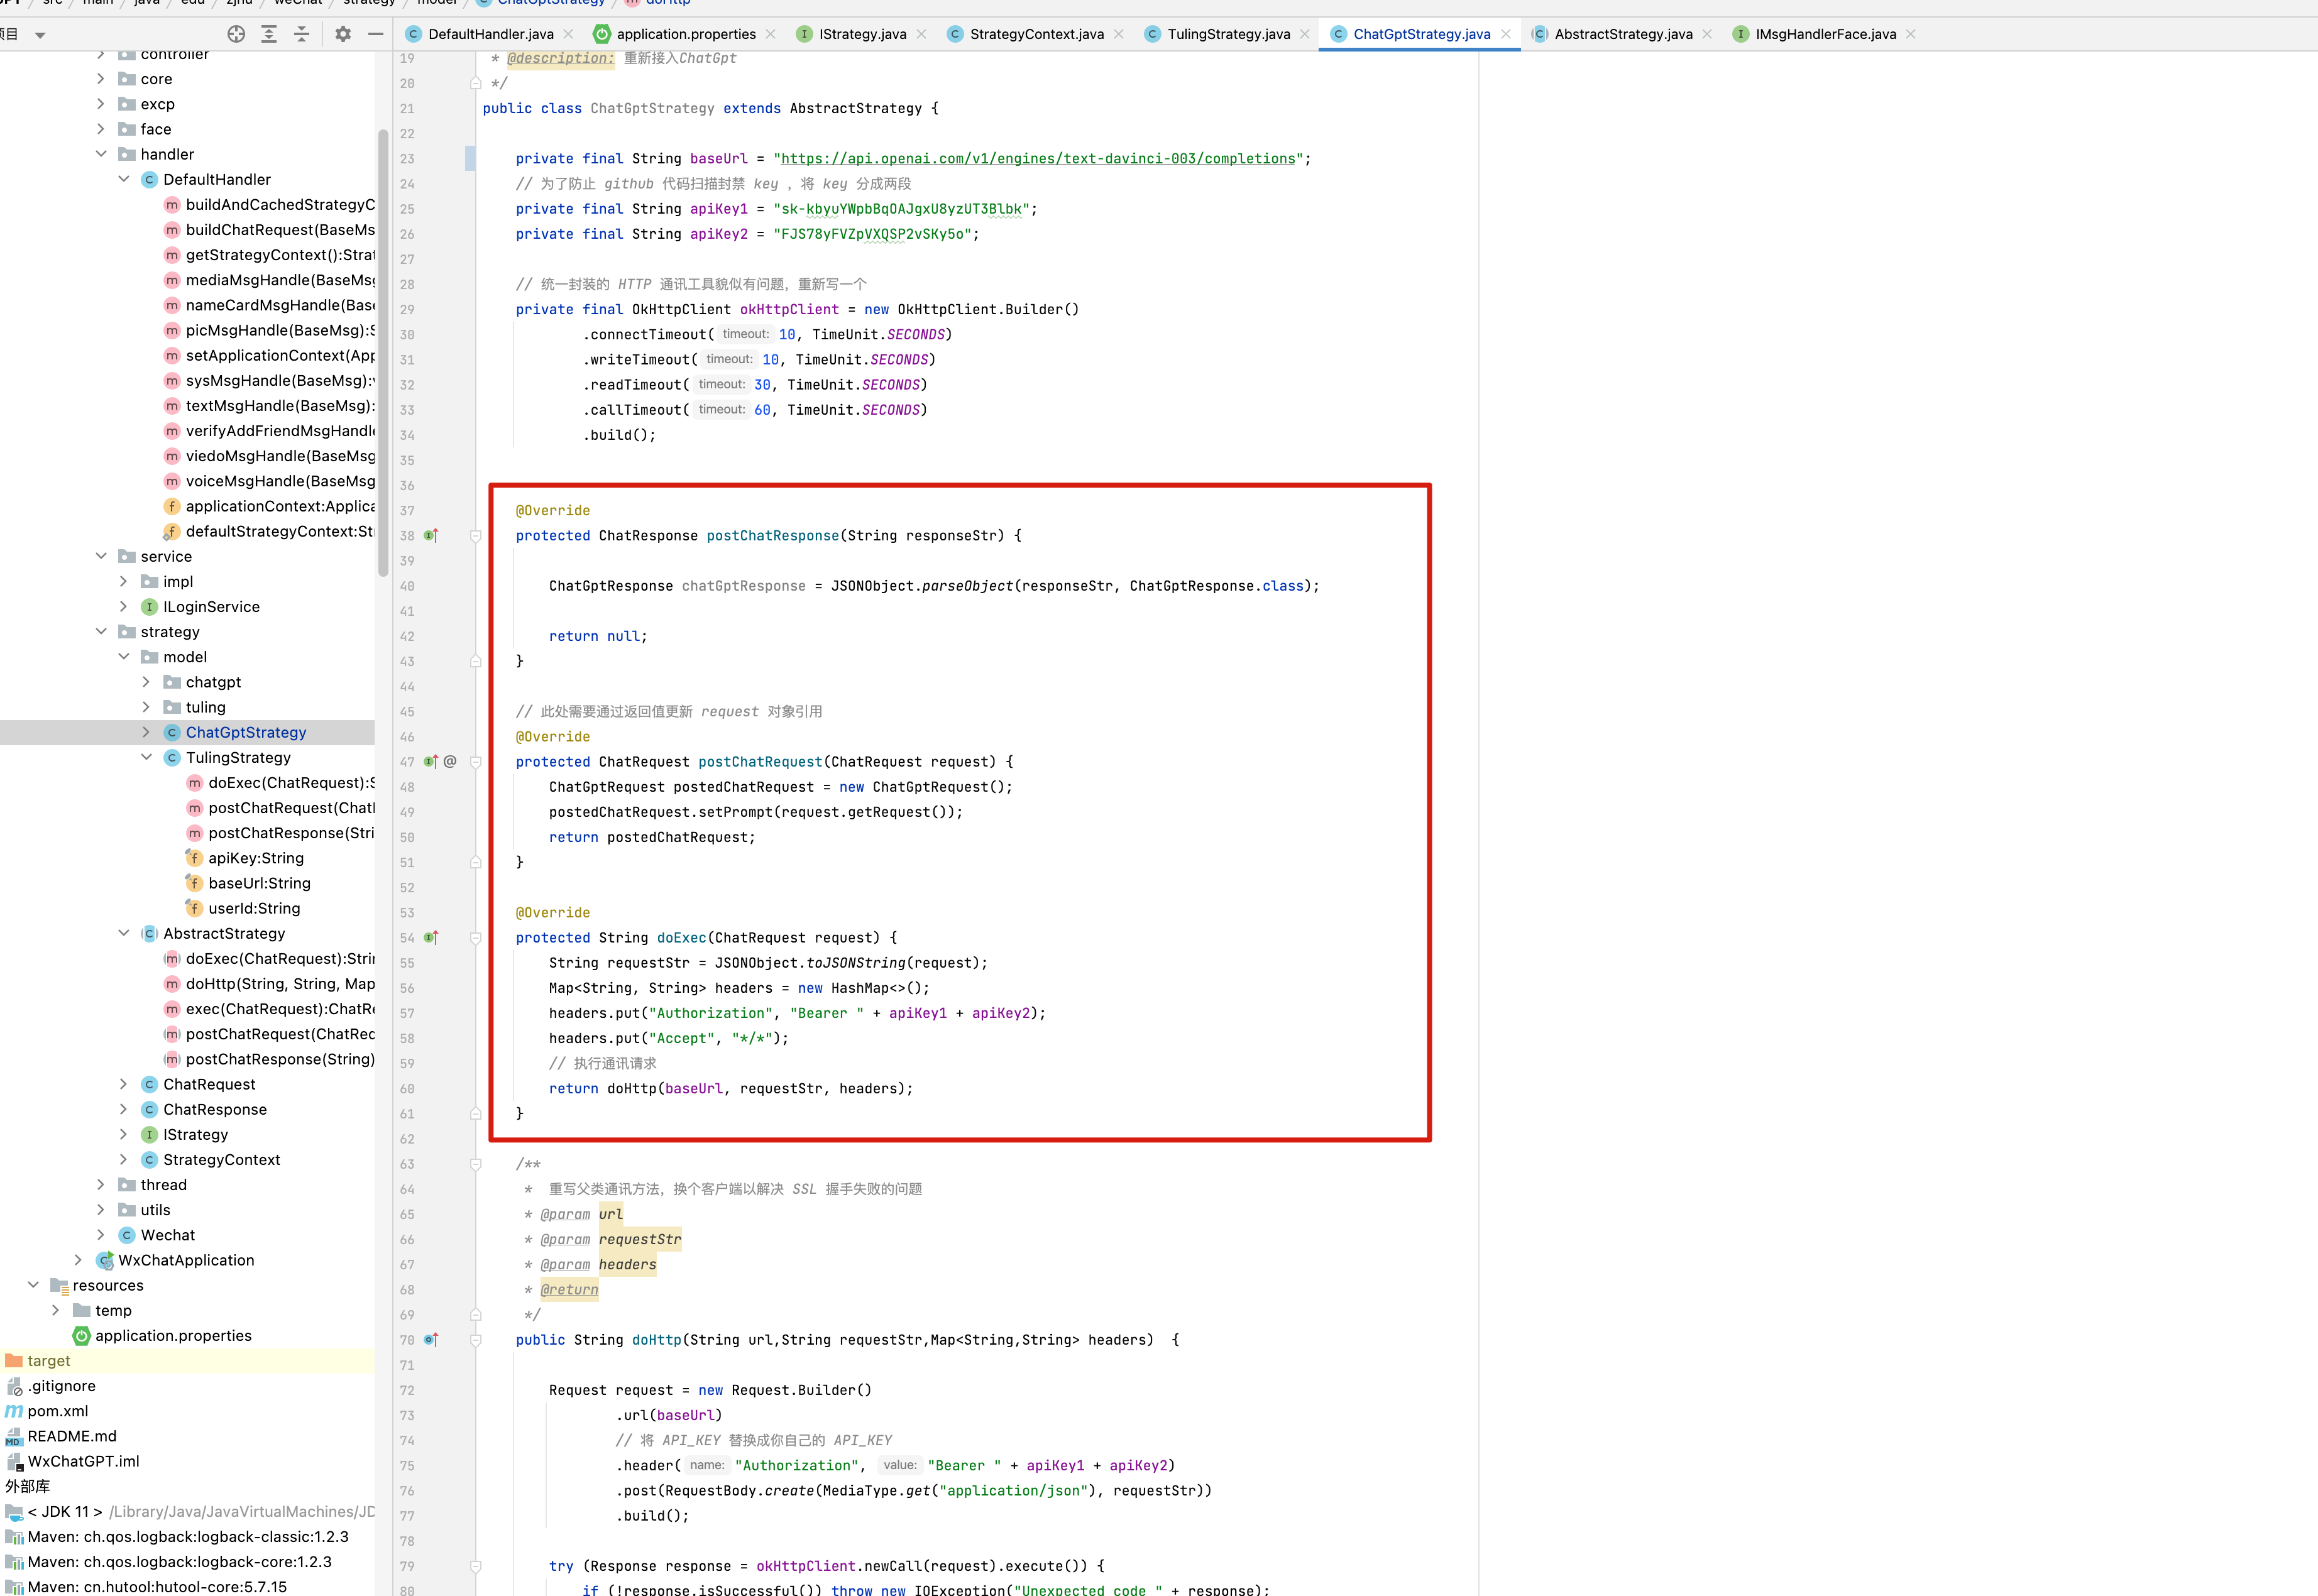 src / main / java / edu / zjhu / weChat / strategy / model / ChatGptStrategy / doHttp
DefaultHandler.java application.properties IStrategy.java StrategyContext.java TulingStrategy.java ChatGptStrategy.java AbstractStrategy.java IMsgHandlerFace.java
controller
core
excp
face
handler
DefaultHandler
buildAndCachedStrategyC
buildChatRequest(BaseMs
getStrategyContext():Strat
mediaMsgHandle(BaseMsg
nameCardMsgHandle(Base
picMsgHandle(BaseMsg):S
setApplicationContext(App
sysMsgHandle(BaseMsg):v
textMsgHandle(BaseMsg):
verifyAddFriendMsgHandle
viedoMsgHandle(BaseMsg
voiceMsgHandle(BaseMsg
applicationContext:Applica
defaultStrategyContext:St
service
impl
ILoginService
strategy
model
chatgpt
tuling
ChatGptStrategy
TulingStrategy
doExec(ChatRequest):S
postChatRequest(Chat
postChatResponse(Stri
apiKey:String
baseUrl:String
userId:String
AbstractStrategy
doExec(ChatRequest):Strin
doHttp(String, String, Map
exec(ChatRequest):ChatRe
postChatRequest(ChatReq
postChatResponse(String)
ChatRequest
ChatResponse
IStrategy
StrategyContext
thread
utils
Wechat
WxChatApplication
resources
temp
application.properties
target
.gitignore
pom.xml
README.md
WxChatGPT.iml
外部库
< JDK 11 > /Library/Java/JavaVirtualMachines/JD
Maven: ch.qos.logback:logback-classic:1.2.3
Maven: ch.qos.logback:logback-core:1.2.3
Maven: cn.hutool:hutool-core:5.7.15
19 * @description: 重新接入ChatGpt
20 */
21 public class ChatGptStrategy extends AbstractStrategy {
22
23 private final String baseUrl = "https://api.openai.com/v1/engines/text-davinci-003/completions";
24 // 为了防止 github 代码扫描封禁 key ，将 key 分成两段
25 private final String apiKey1 = "sk-kbyuYWpbBqOAJgxU8yzUT3Blbk";
26 private final String apiKey2 = "FJS78yFVZpVXQSP2vSKy5o";
27
28 // 统一封装的 HTTP 通讯工具貌似有问题，重新写一个
29 private final OkHttpClient okHttpClient = new OkHttpClient.Builder()
30 .connectTimeout( timeout: 10, TimeUnit.SECONDS)
31 .writeTimeout( timeout: 10, TimeUnit.SECONDS)
32 .readTimeout( timeout: 30, TimeUnit.SECONDS)
33 .callTimeout( timeout: 60, TimeUnit.SECONDS)
34 .build();
35
36
37 @Override
38 protected ChatResponse postChatResponse(String responseStr) {
39
40 ChatGptResponse chatGptResponse = JSONObject.parseObject(responseStr, ChatGptResponse.class);
41
42 return null;
43 }
44
45 // 此处需要通过返回值更新 request 对象引用
46 @Override
47 @ protected ChatRequest postChatRequest(ChatRequest request) {
48 ChatGptRequest postedChatRequest = new ChatGptRequest();
49 postedChatRequest.setPrompt(request.getRequest());
50 return postedChatRequest;
51 }
52
53 @Override
54 protected String doExec(ChatRequest request) {
55 String requestStr = JSONObject.toJSONString(request);
56 Map<String, String> headers = new HashMap<>();
57 headers.put("Authorization", "Bearer " + apiKey1 + apiKey2);
58 headers.put("Accept", "*/*");
59 // 执行通讯请求
60 return doHttp(baseUrl, requestStr, headers);
61 }
62
63 /**
64 * 重写父类通讯方法，换个客户端以解决 SSL 握手失败的问题
65 * @param url
66 * @param requestStr
67 * @param headers
68 * @return
69 */
70 public String doHttp(String url,String requestStr,Map<String,String> headers) {
71
72 Request request = new Request.Builder()
73 .url(baseUrl)
74 // 将 API_KEY 替换成你自己的 API_KEY
75 .header( name: "Authorization", value: "Bearer " + apiKey1 + apiKey2)
76 .post(RequestBody.create(MediaType.get("application/json"), requestStr))
77 .build();
78
79 try (Response response = okHttpClient.newCall(request).execute()) {
80 if (!response.isSuccessful()) throw new IOException("Unexpected code " + response);